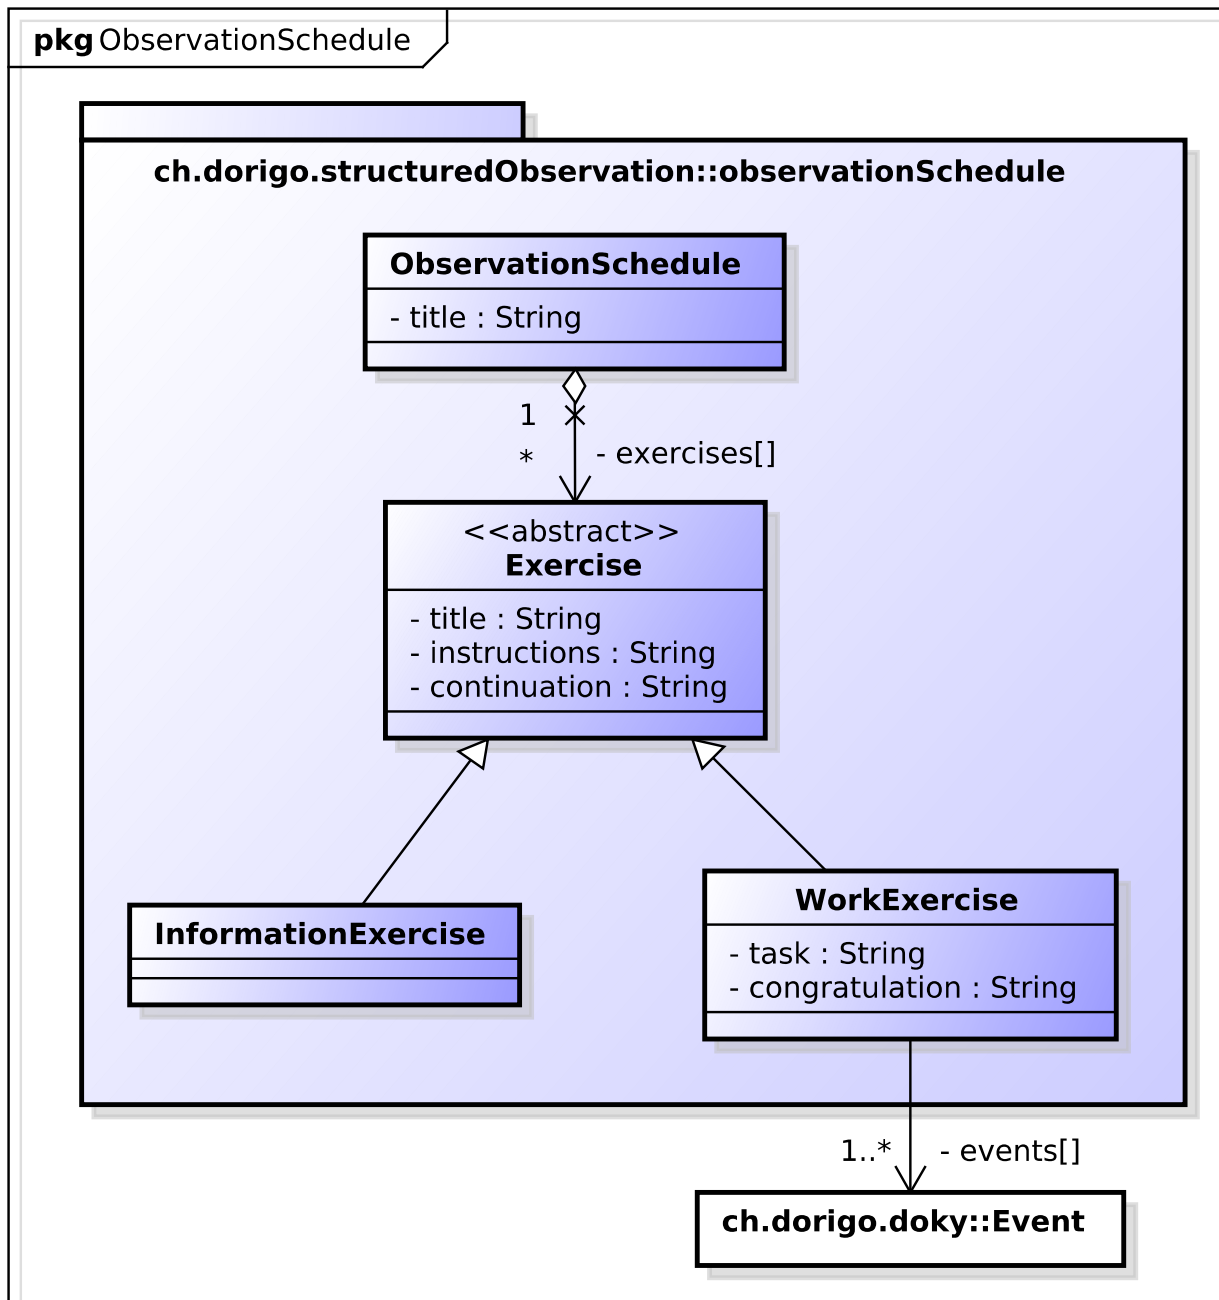 pkg ObservationSchedule
ch.dorigo.structuredObservation::observationSchedule
ObservationSchedule
- title : String
1
* - exercises[]
<<abstract>>
Exercise
- title : String
- instructions : String
- continuation : String
InformationExercise
WorkExercise
- task : String
- congratulation : String
1..* - events[]
ch.dorigo.doky::Event